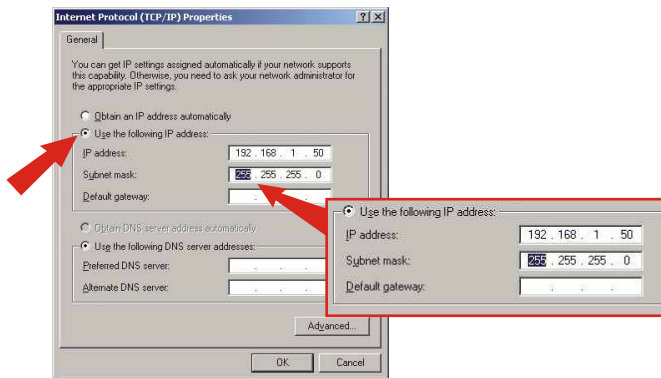 Internet Protocol (TCP/IP) Properties
General
You can get IP settings assigned automatically if your network supports
this capability. Otherwise, you need to ask your network administrator for
the appropriate IP settings.
Obtain an IP address automatically
Use the following IP address:
IP address: 192 . 168 . 1 . 50
Subnet mask: 255 . 255 . 255 . 0
Default gateway: . . .
Obtain DNS server address automatically
Use the following DNS server addresses:
Preferred DNS server: . . .
Alternate DNS server: . . .
Advanced...
OK Cancel
Use the following IP address:
IP address: 192 . 168 . 1 . 50
Subnet mask: 255 . 255 . 255 . 0
Default gateway: . . .